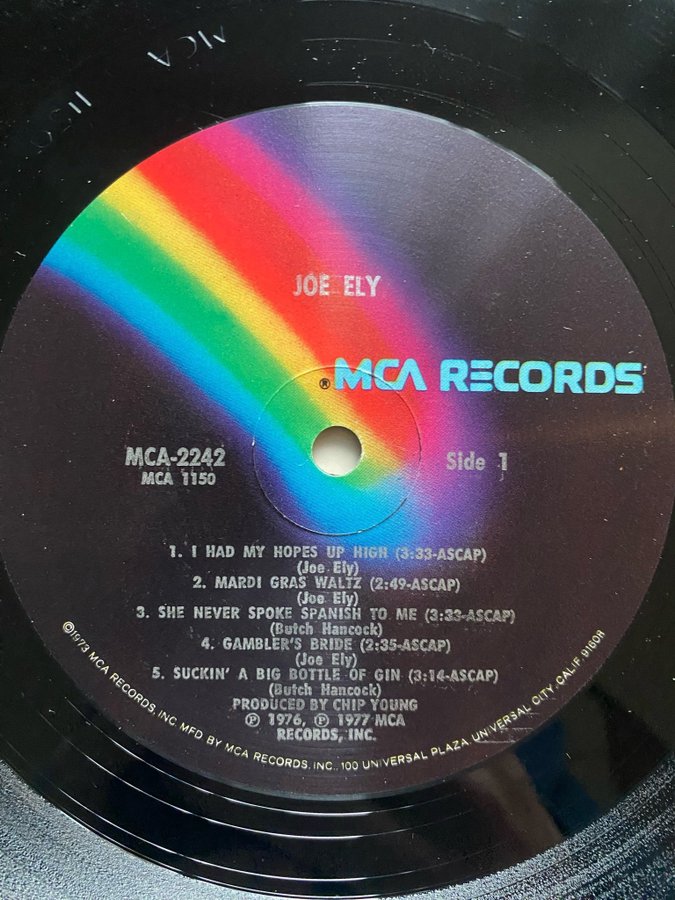 MCA 1150
JOE ELY
® MCA RECORDS
MCA-2242
MCA 1150
Side 1
1. I HAD MY HOPES UP HIGH (3:33-ASCAP)
(Joe Ely)
2. MARDI GRAS WALTZ (2:49-ASCAP)
(Joe Ely)
3. SHE NEVER SPOKE SPANISH TO ME (3:33-ASCAP)
(Butch Hancock)
4. GAMBLER'S BRIDE (2:35-ASCAP)
(Joe Ely)
5. SUCKIN' A BIG BOTTLE OF GIN (3:14-ASCAP)
(Butch Hancock)
PRODUCED BY CHIP YOUNG
℗ 1976, ℗ 1977 MCA
RECORDS, INC.
©1973 MCA RECORDS, INC. MFD BY MCA RECORDS, INC., 100 UNIVERSAL PLAZA, UNIVERSAL CITY, CALIF. 91608